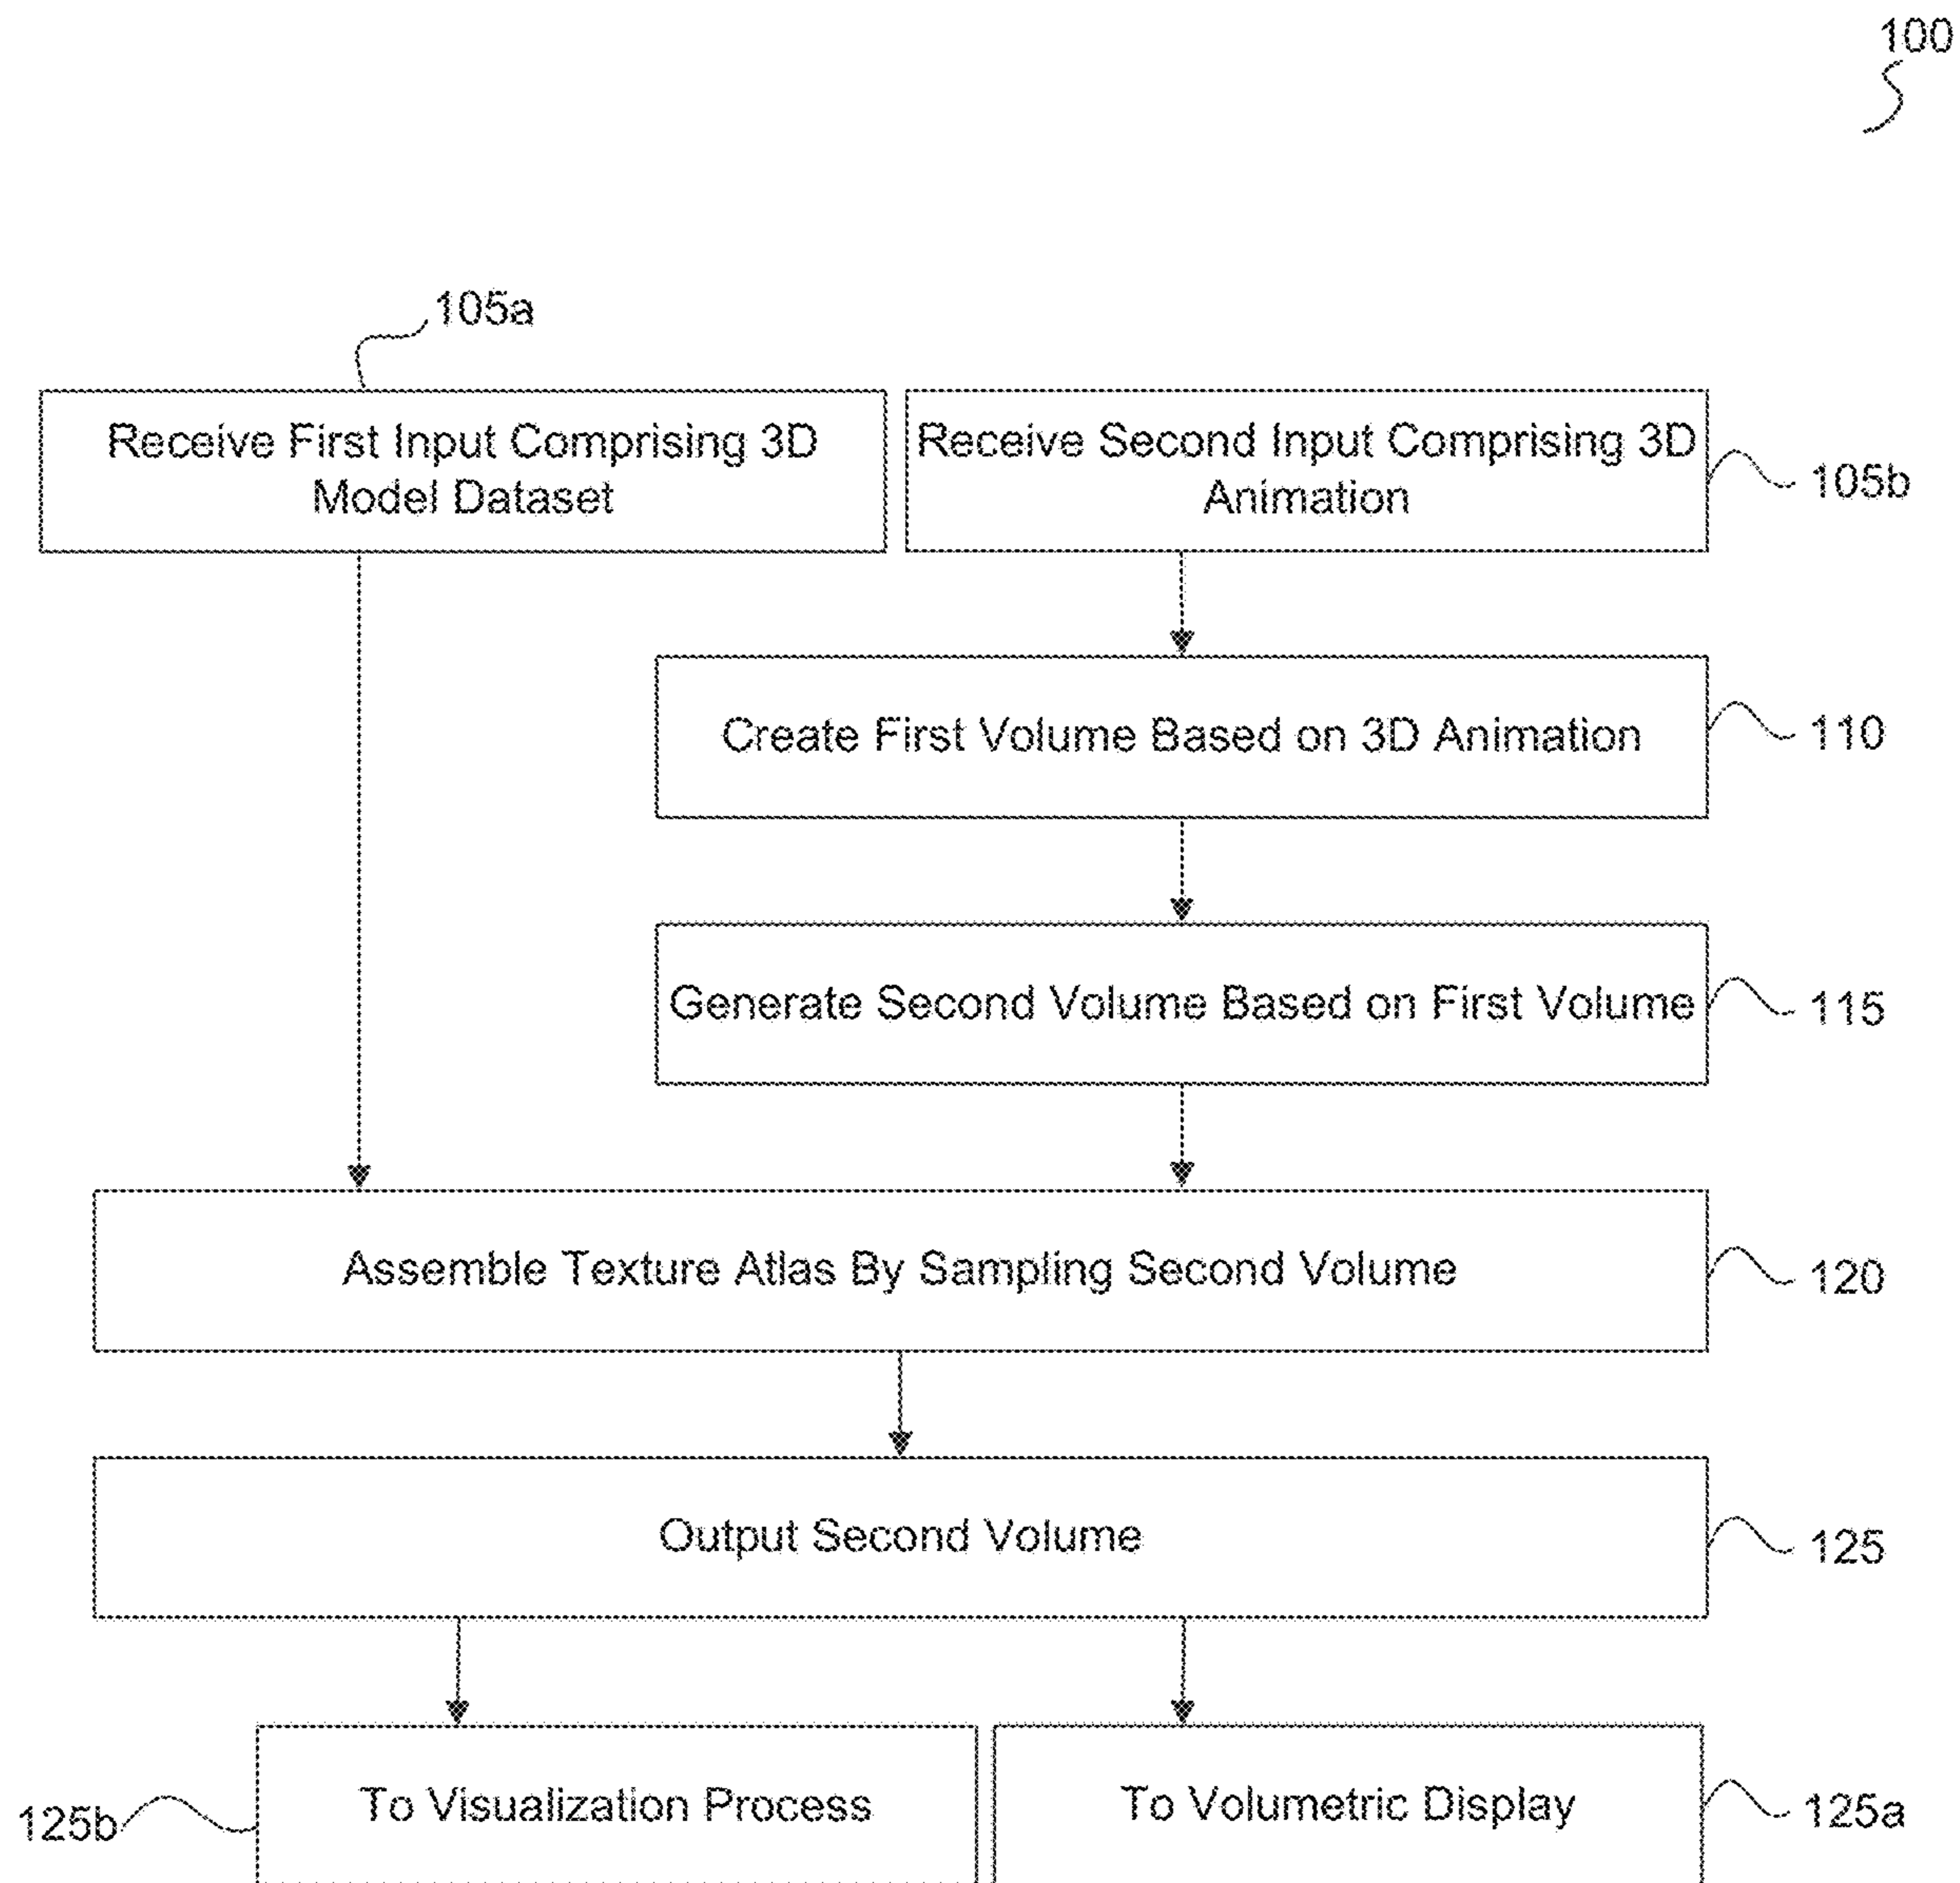 100
105a
Receive First Input Comprising 3D
Model Dataset
Receive Second Input Comprising 3D
Animation
105b
Create First Volume Based on 3D Animation
110
Generate Second Volume Based on First Volume
115
Assemble Texture Atlas By Sampling Second Volume
120
Output Second Volume
125
125b
To Visualization Process
To Volumetric Display
125a